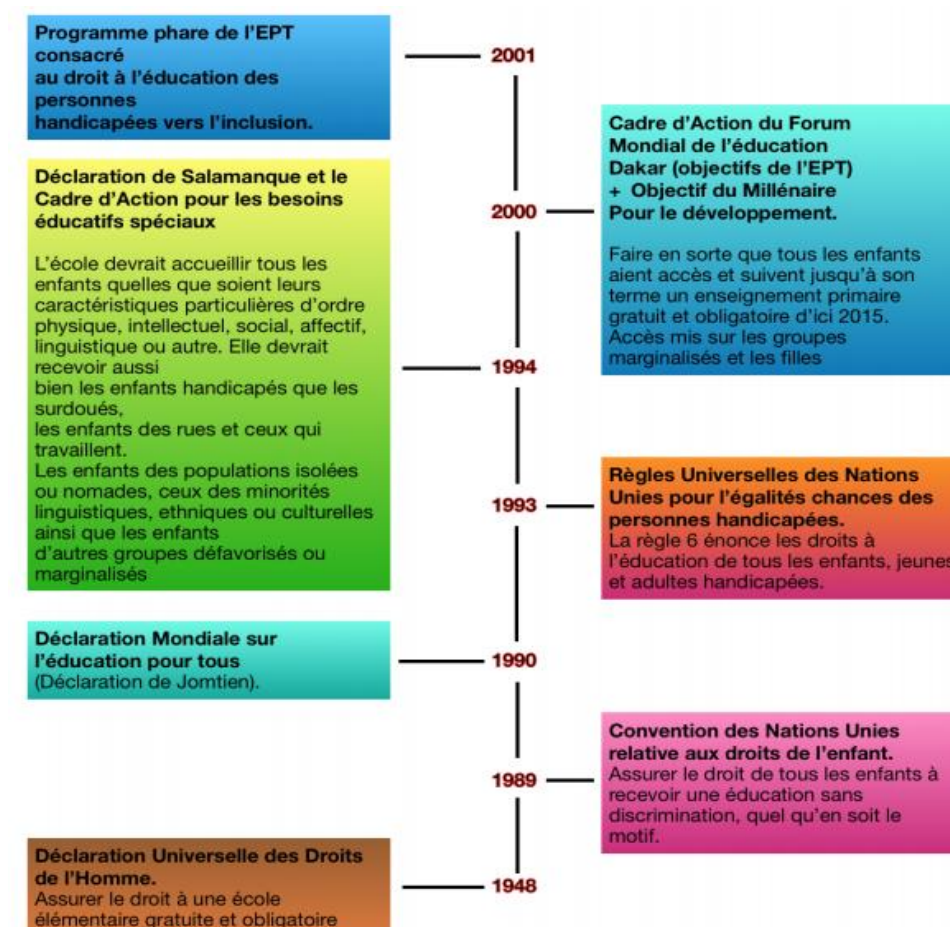 Programme phare de l'EPT
consacré
au droit à l'éducation des
personnes
handicapées vers l'inclusion.
2001
Cadre d'Action du Forum
Mondial de l'éducation
Dakar (objectifs de l'EPT)
+ Objectif du Millénaire
Pour le développement.
Faire en sorte que tous les enfants
aient accès et suivent jusqu'à son
terme un enseignement primaire
gratuit et obligatoire d'ici 2015.
Accès mis sur les groupes
marginalisés et les filles
2000
Déclaration de Salamanque et le
Cadre d'Action pour les besoins
éducatifs spéciaux
L'école devrait accueillir tous les
enfants quelles que soient leurs
caractéristiques particulières d'ordre
physique, intellectuel, social, affectif,
linguistique ou autre. Elle devrait
recevoir aussi
bien les enfants handicapés que les
surdoués,
les enfants des rues et ceux qui
travaillent.
Les enfants des populations isolées
ou nomades, ceux des minorités
linguistiques, ethniques ou culturelles
ainsi que les enfants
d'autres groupes défavorisés ou
marginalisés
1994
Règles Universelles des Nations
Unies pour l'égalités chances des
personnes handicapées.
La règle 6 énonce les droits à
l'éducation de tous les enfants, jeunes
et adultes handicapées.
1993
Déclaration Mondiale sur
l'éducation pour tous
(Déclaration de Jomtien).
1990
Convention des Nations Unies
relative aux droits de l'enfant.
Assurer le droit de tous les enfants à
recevoir une éducation sans
discrimination, quel qu'en soit le
motif.
1989
Déclaration Universelle des Droits
de l'Homme.
Assurer le droit à une école
élémentaire gratuite et obligatoire
1948